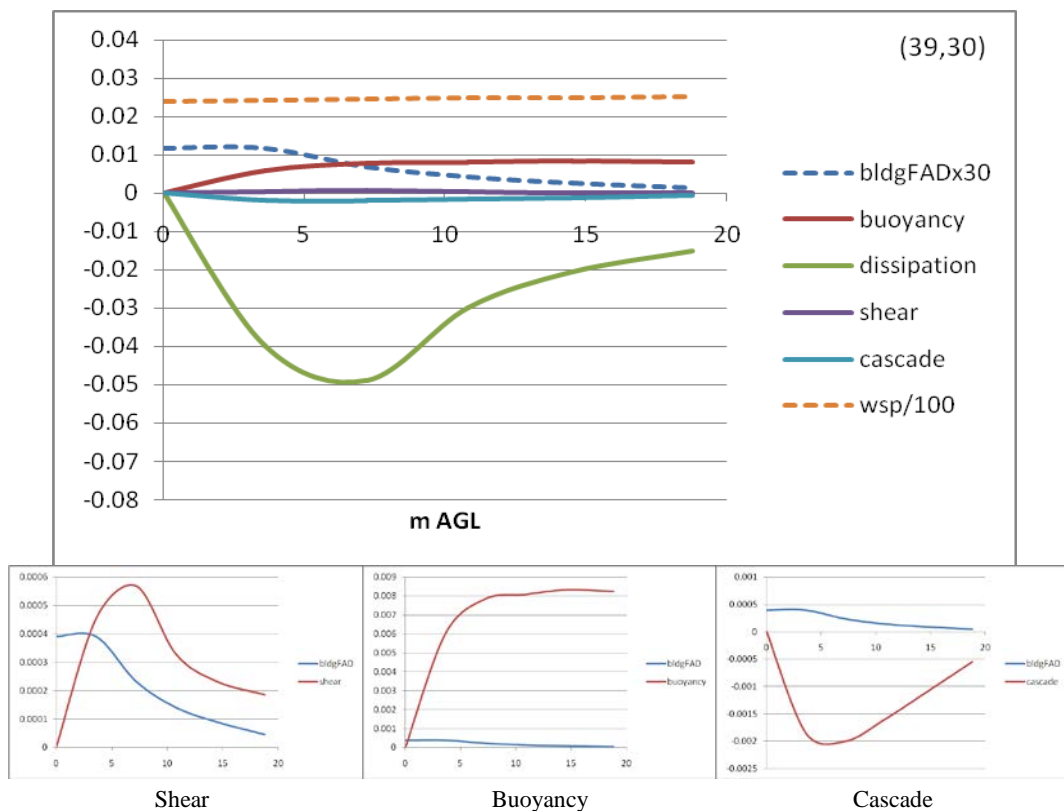 (39,30)
0.04
0.03
0.02
0.01
0
-0.01
-0.02
-0.03
-0.04
-0.05
-0.06
-0.07
-0.08
0 5 10 15 20
m AGL
bldgFADx30
buoyancy
dissipation
shear
cascade
wsp/100
0.0006
0.0005
0.0004
0.0003
0.0002
0.0001
0
0 5 10 15 20
bldgFAD
shear
0.009
0.008
0.007
0.006
0.005
0.004
0.003
0.002
0.001
0
0 5 10 15 20
bldgFAD
buoyancy
0.001
0.0005
0
-0.0005
-0.001
-0.0015
-0.002
-0.0025
0 5 10 15 20
bldgFAD
cascade
Shear Buoyancy Cascade